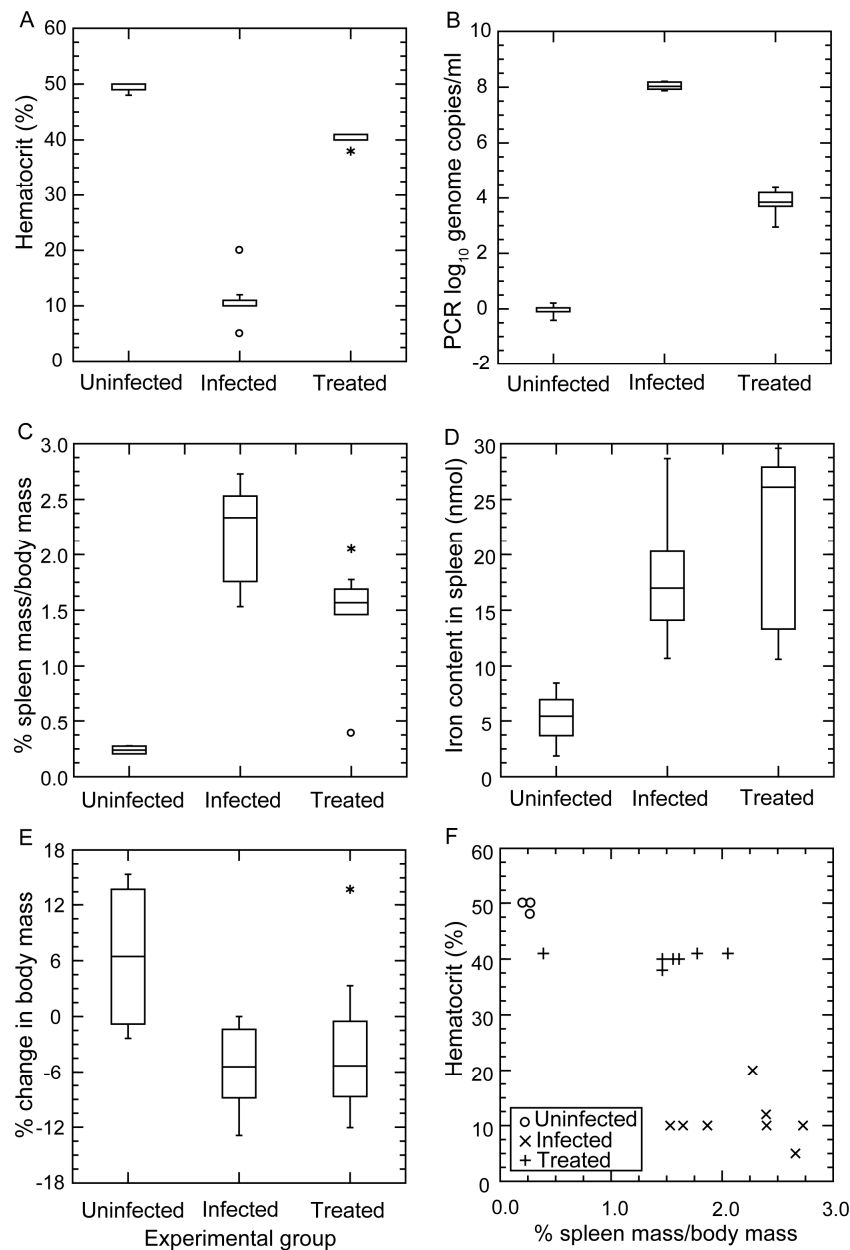 A
Hematocrit (%)
60
50
40
30
20
10
0
Uninfected Infected Treated
B
PCR log10 genome copies/ml
10
8
6
4
2
0
-2
Uninfected Infected Treated
C
% spleen mass/body mass
3.0
2.5
2.0
1.5
1.0
0.5
0.0
Uninfected Infected Treated
D
Iron content in spleen (nmol)
30
25
20
15
10
5
0
Uninfected Infected Treated
E
% change in body mass
18
12
6
0
-6
-12
-18
Uninfected Infected Treated
Experimental group
F
Hematocrit (%)
60
50
40
30
20
10
0
Uninfected
Infected
Treated
0.0 1.0 2.0 3.0
% spleen mass/body mass